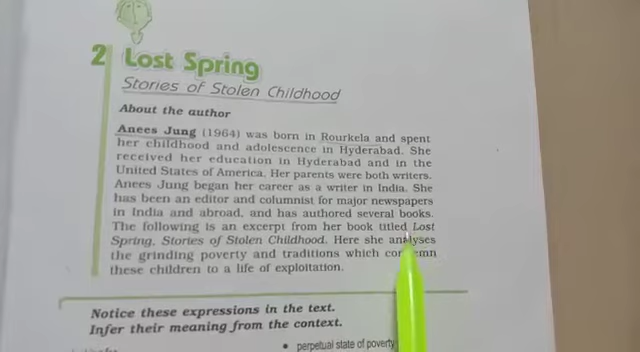 2 Lost Spring
Stories of Stolen Childhood
About the author
Anees Jung (1964) was born in Rourkela and spent
her childhood and adolescence in Hyderabad. She
received her education in Hyderabad and in the
United States of America. Her parents were both writers.
Anees Jung began her career as a writer in India. She
has been an editor and columnist for major newspapers
in India and abroad, and has authored several books.
The following is an excerpt from her book titled Lost
Spring, Stories of Stolen Childhood. Here she analyses
the grinding poverty and traditions which condemn
these children to a life of exploitation.
Notice these expressions in the text.
Infer their meaning from the context.
• perpetual state of poverty